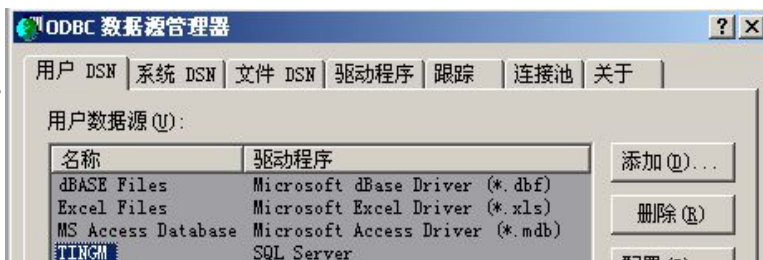 ODBC 数据源管理器
用户 DSN 系统 DSN 文件 DSN 驱动程序 跟踪 连接池 关于
用户数据源(U):
名称 驱动程序 添加(D)...
dBASE Files Microsoft dBase Driver (*.dbf)
Excel Files Microsoft Excel Driver (*.xls) 删除(R)
MS Access Database Microsoft Access Driver (*.mdb)
TINGM SQL Server